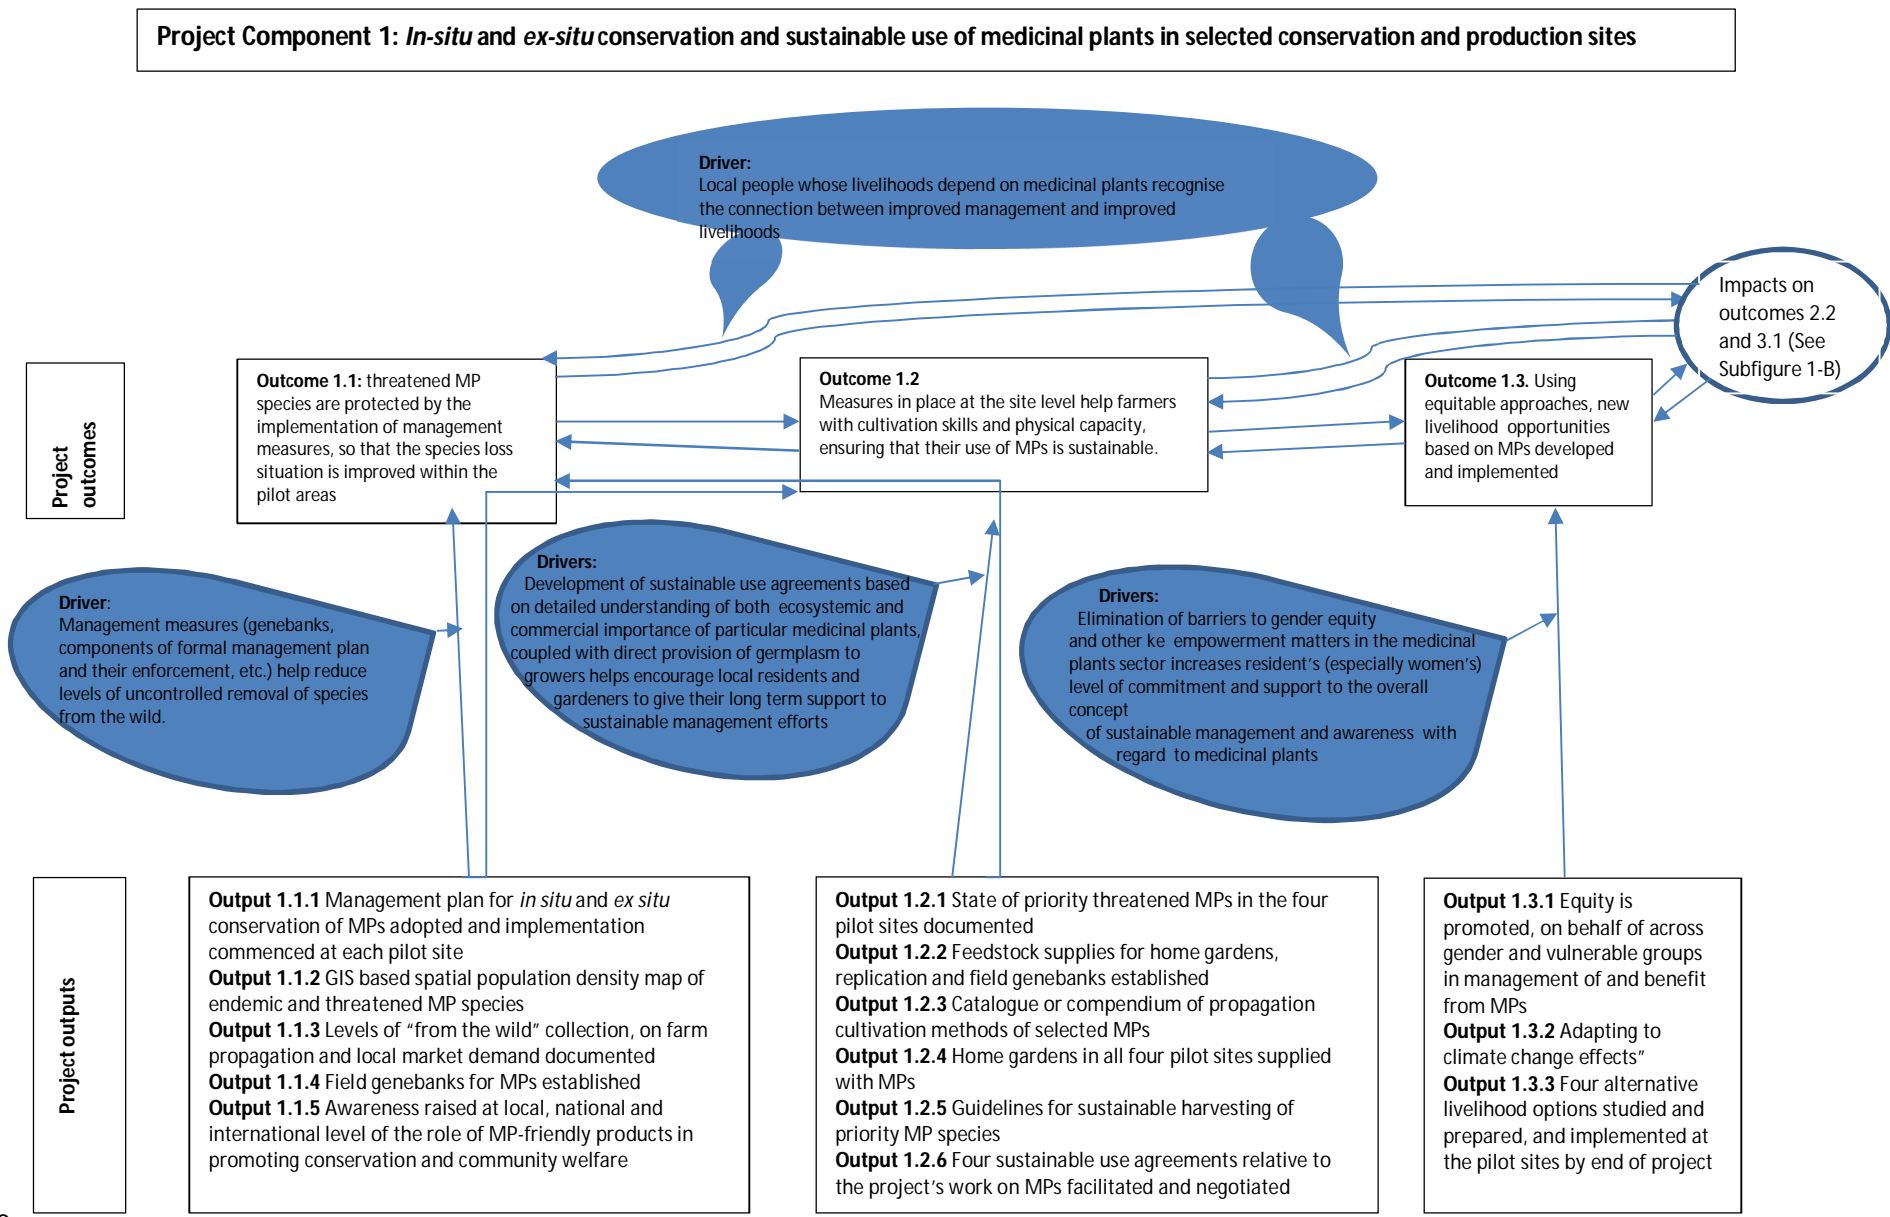 Project Component 1: In-situ and ex-situ conservation and sustainable use of medicinal plants in selected conservation and production sites
Driver:
Local people whose livelihoods depend on medicinal plants recognise
the connection between improved management and improved
livelihoods
Impacts on
outcomes 2.2
and 3.1 (See
Subfigure 1-B)
Project
outcomes
Outcome 1.1: threatened MP
species are protected by the
implementation of management
measures, so that the species loss
situation is improved within the
pilot areas
Outcome 1.2
Measures in place at the site level help farmers
with cultivation skills and physical capacity,
ensuring that their use of MPs is sustainable.
Outcome 1.3. Using
equitable approaches, new
livelihood opportunities
based on MPs developed
and implemented
Driver:
Management measures (genebanks,
components of formal management plan
and their enforcement, etc.) help reduce
levels of uncontrolled removal of species
from the wild.
Drivers:
Development of sustainable use agreements based
on detailed understanding of both ecosystemic and
commercial importance of particular medicinal plants,
coupled with direct provision of germplasm to
growers helps encourage local residents and
gardeners to give their long term support to
sustainable management efforts
Drivers:
Elimination of barriers to gender equity
and other ke empowerment matters in the medicinal
plants sector increases resident's (especially women's)
level of commitment and support to the overall
concept
of sustainable management and awareness with
regard to medicinal plants
Project outputs
Output 1.1.1 Management plan for in situ and ex situ
conservation of MPs adopted and implementation
commenced at each pilot site
Output 1.1.2 GIS based spatial population density map of
endemic and threatened MP species
Output 1.1.3 Levels of "from the wild" collection, on farm
propagation and local market demand documented
Output 1.1.4 Field genebanks for MPs established
Output 1.1.5 Awareness raised at local, national and
international level of the role of MP-friendly products in
promoting conservation and community welfare
Output 1.2.1 State of priority threatened MPs in the four
pilot sites documented
Output 1.2.2 Feedstock supplies for home gardens,
replication and field genebanks established
Output 1.2.3 Catalogue or compendium of propagation
cultivation methods of selected MPs
Output 1.2.4 Home gardens in all four pilot sites supplied
with MPs
Output 1.2.5 Guidelines for sustainable harvesting of
priority MP species
Output 1.2.6 Four sustainable use agreements relative to
the project's work on MPs facilitated and negotiated
Output 1.3.1 Equity is
promoted, on behalf of across
gender and vulnerable groups
in management of and benefit
from MPs
Output 1.3.2 Adapting to
climate change effects"
Output 1.3.3 Four alternative
livelihood options studied and
prepared, and implemented at
the pilot sites by end of project